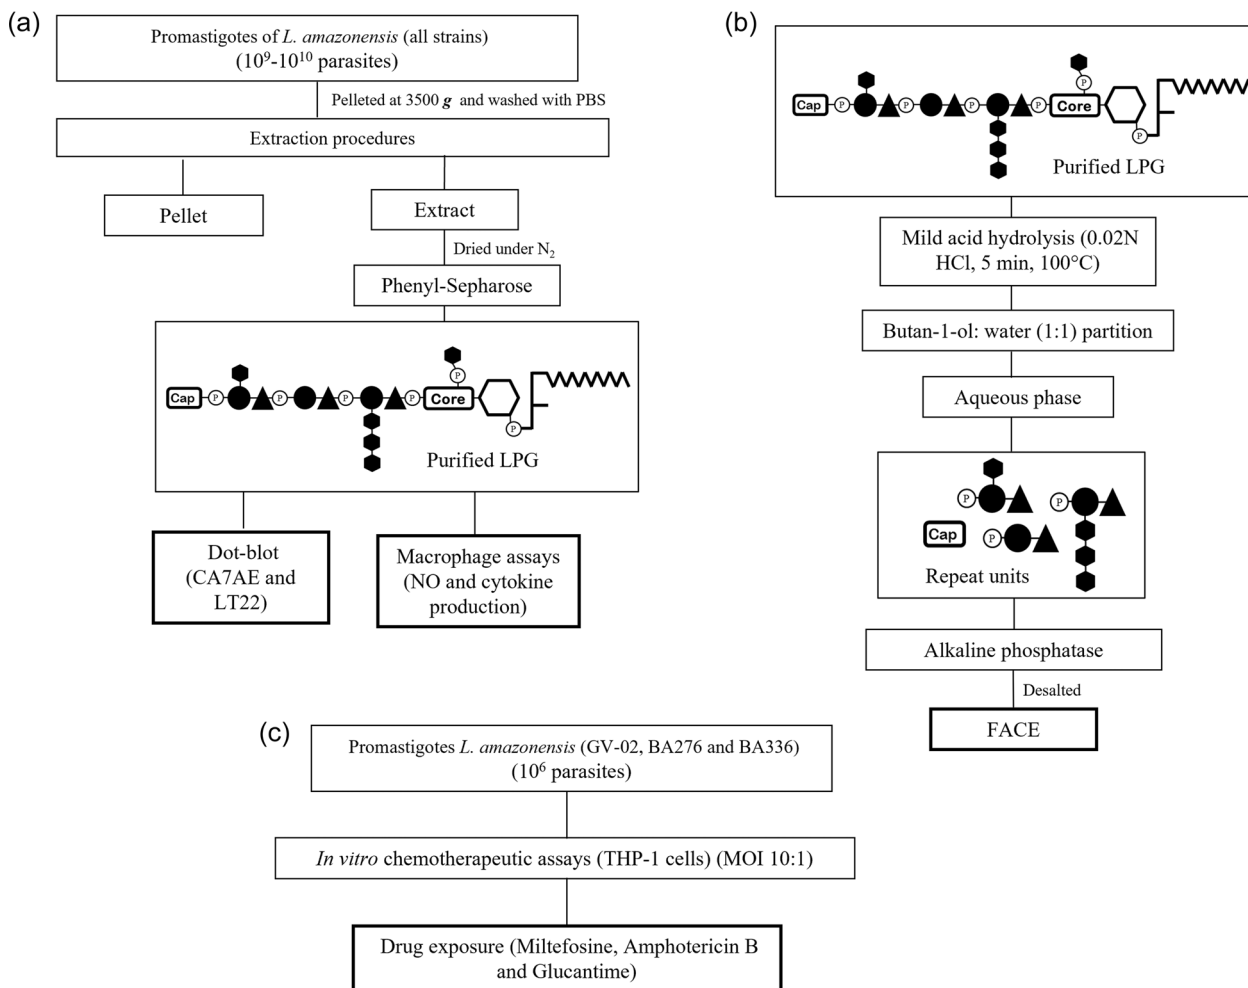 (a)
Promastigotes of L. amazonensis (all strains)
(10⁹-10¹⁰ parasites)
Pelleted at 3500 g and washed with PBS
Extraction procedures
Pellet
Extract
Dried under N₂
Phenyl-Sepharose
P
Cap P P P P Core
P
Purified LPG
Dot-blot
(CA7AE and
LT22)
Macrophage assays
(NO and cytokine
production)
(b)
P
Cap P P P P Core
P
Purified LPG
Mild acid hydrolysis (0.02N
HCl, 5 min, 100°C)
Butan-1-ol: water (1:1) partition
Aqueous phase
P P
Cap P
Repeat units
Alkaline phosphatase
Desalted
FACE
(c)
Promastigotes L. amazonensis (GV-02, BA276 and BA336)
(10⁶ parasites)
In vitro chemotherapeutic assays (THP-1 cells) (MOI 10:1)
Drug exposure (Miltefosine, Amphotericin B
and Glucantime)